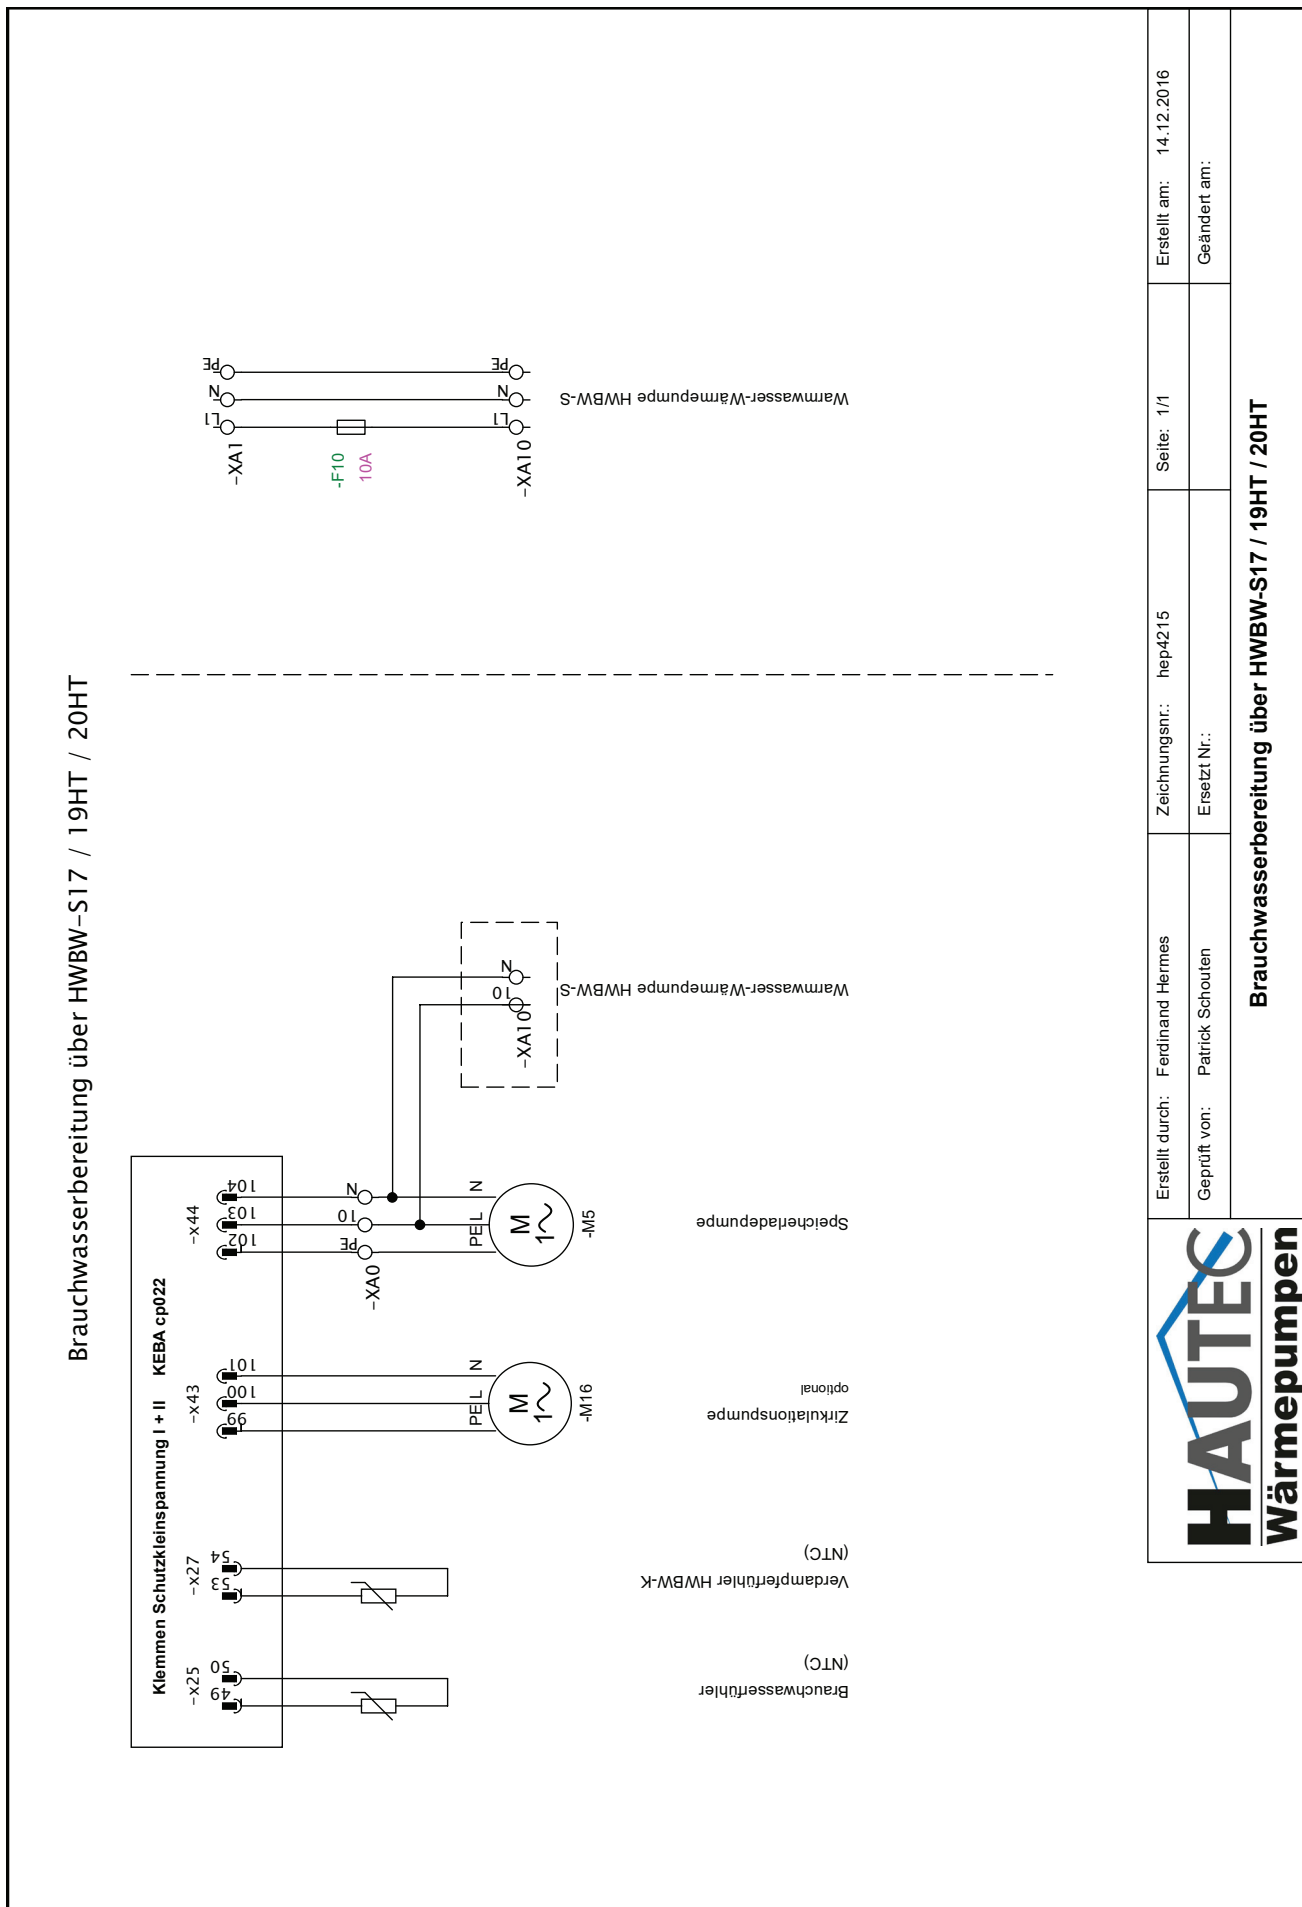 Brauchwasserbereitung über HWBW-S17 / 19HT / 20HT
Klemmen Schutzkleinspannung I + II KEBA cp022
-x25
49
50
-x27
53
54
-x43
99
100
101
-x44
102
103
104
-XA0
PE
10
N
PE
L
N
M
1
-M16
PE
L
N
M
1
-M5
-XA10
10
N
Brauchwasserfühler
(NTC)
Verdampferfühler HWBW-K
(NTC)
Zirkulationspumpe
optional
Speicherladepumpe
Warmwasser-Wärmepumpe HWBW-S
-XA1
L1
N
PE
-F10
10A
-XA10
L1
N
PE
Warmwasser-Wärmepumpe HWBW-S
HAUTEC
Wärmepumpen
Erstellt durch: Ferdinand Hermes
Zeichnungsnr.: hep4215
Seite: 1/1
Erstellt am: 14.12.2016
Geprüft von: Patrick Schouten
Ersetzt Nr.:
Geändert am:
Brauchwasserbereitung über HWBW-S17 / 19HT / 20HT